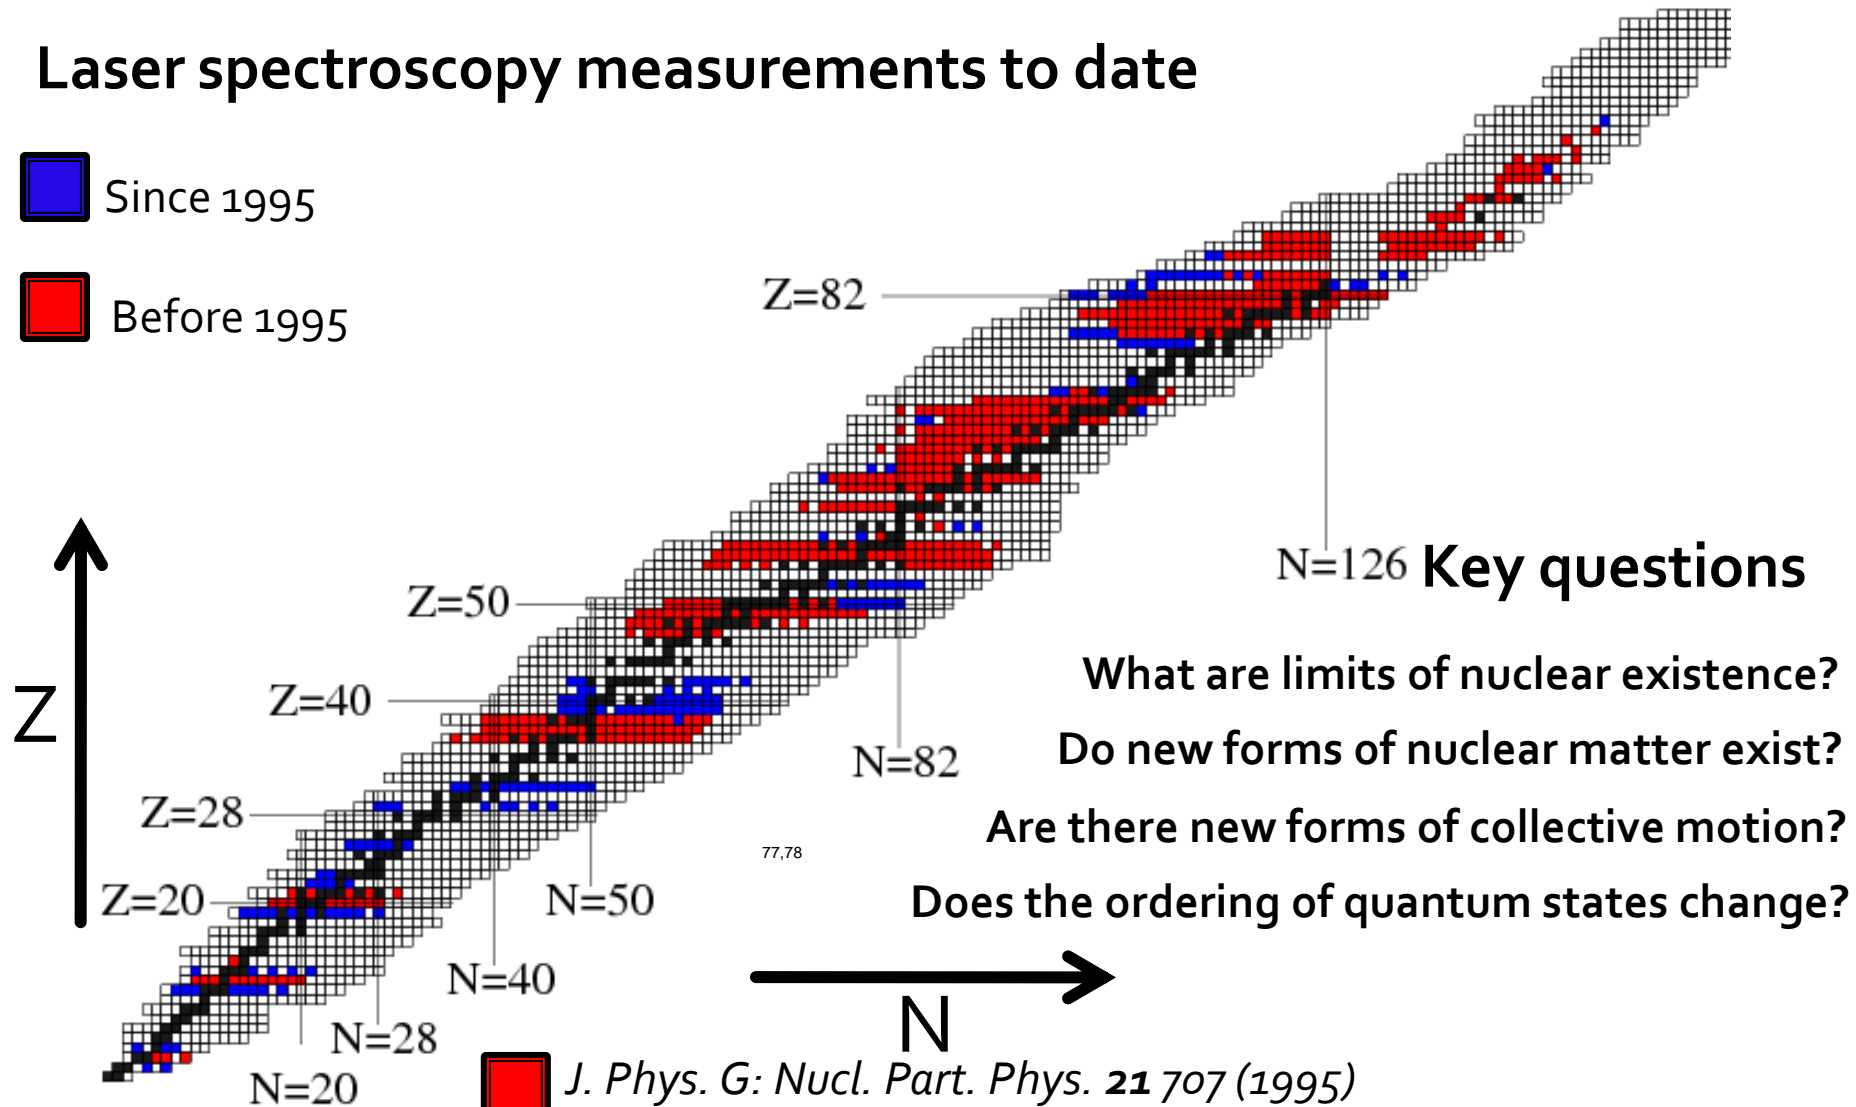 Laser spectroscopy measurements to date
Since 1995
Before 1995
Z=82
N=126
Key questions
Z=50
What are limits of nuclear existence?
Z=40
Z
Do new forms of nuclear matter exist?
N=82
Z=28
Are there new forms of collective motion?
77,78
Z=20
N=50
Does the ordering of quantum states change?
N=40
N
N=28
N=20
J. Phys. G: Nucl. Part. Phys. 21 707 (1995)